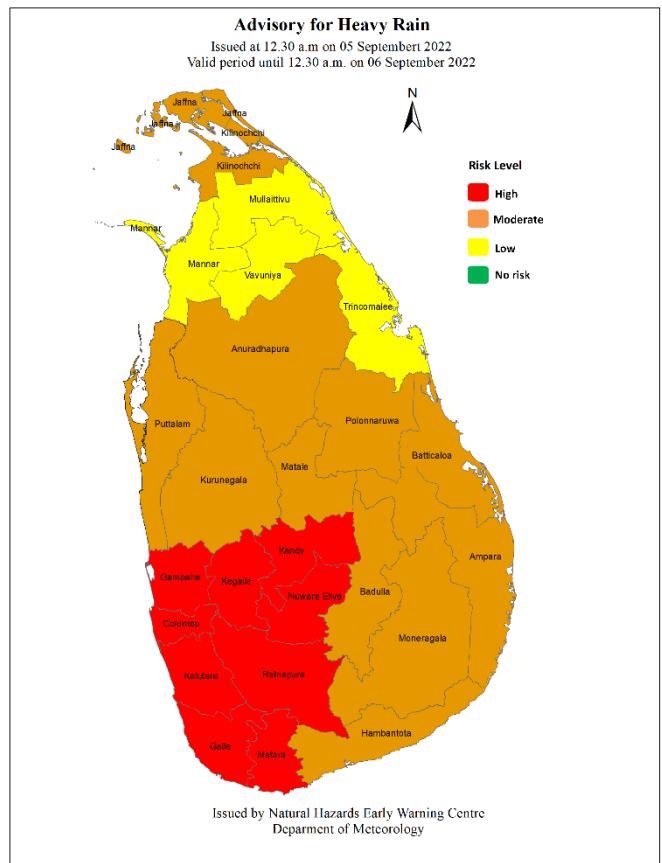 Advisory for Heavy Rain
Issued at 12.30 a.m on 05 Septembert 2022
Valid period until 12.30 a.m. on 06 September 2022
N
Jaffna
Jaffna
Jaffna
Kilinochchi
Jaffna
Kilinochchi
Risk Level
High
Moderate
Low
No risk
Mullaittivu
Mannar
Mannar
Vavuniya
Trincomalee
Anuradhapura
Polonnaruwa
Puttalam
Batticaloa
Matale
Kurunegala
Kandy
Ampara
Gampaha
Kegalle
Nuwara Eliya
Badulla
Colombo
Moneragala
Kalutara
Ratnapura
Hambantota
Galle
Matara
Issued by Natural Hazards Early Warning Centre
Deparment of Meteorology